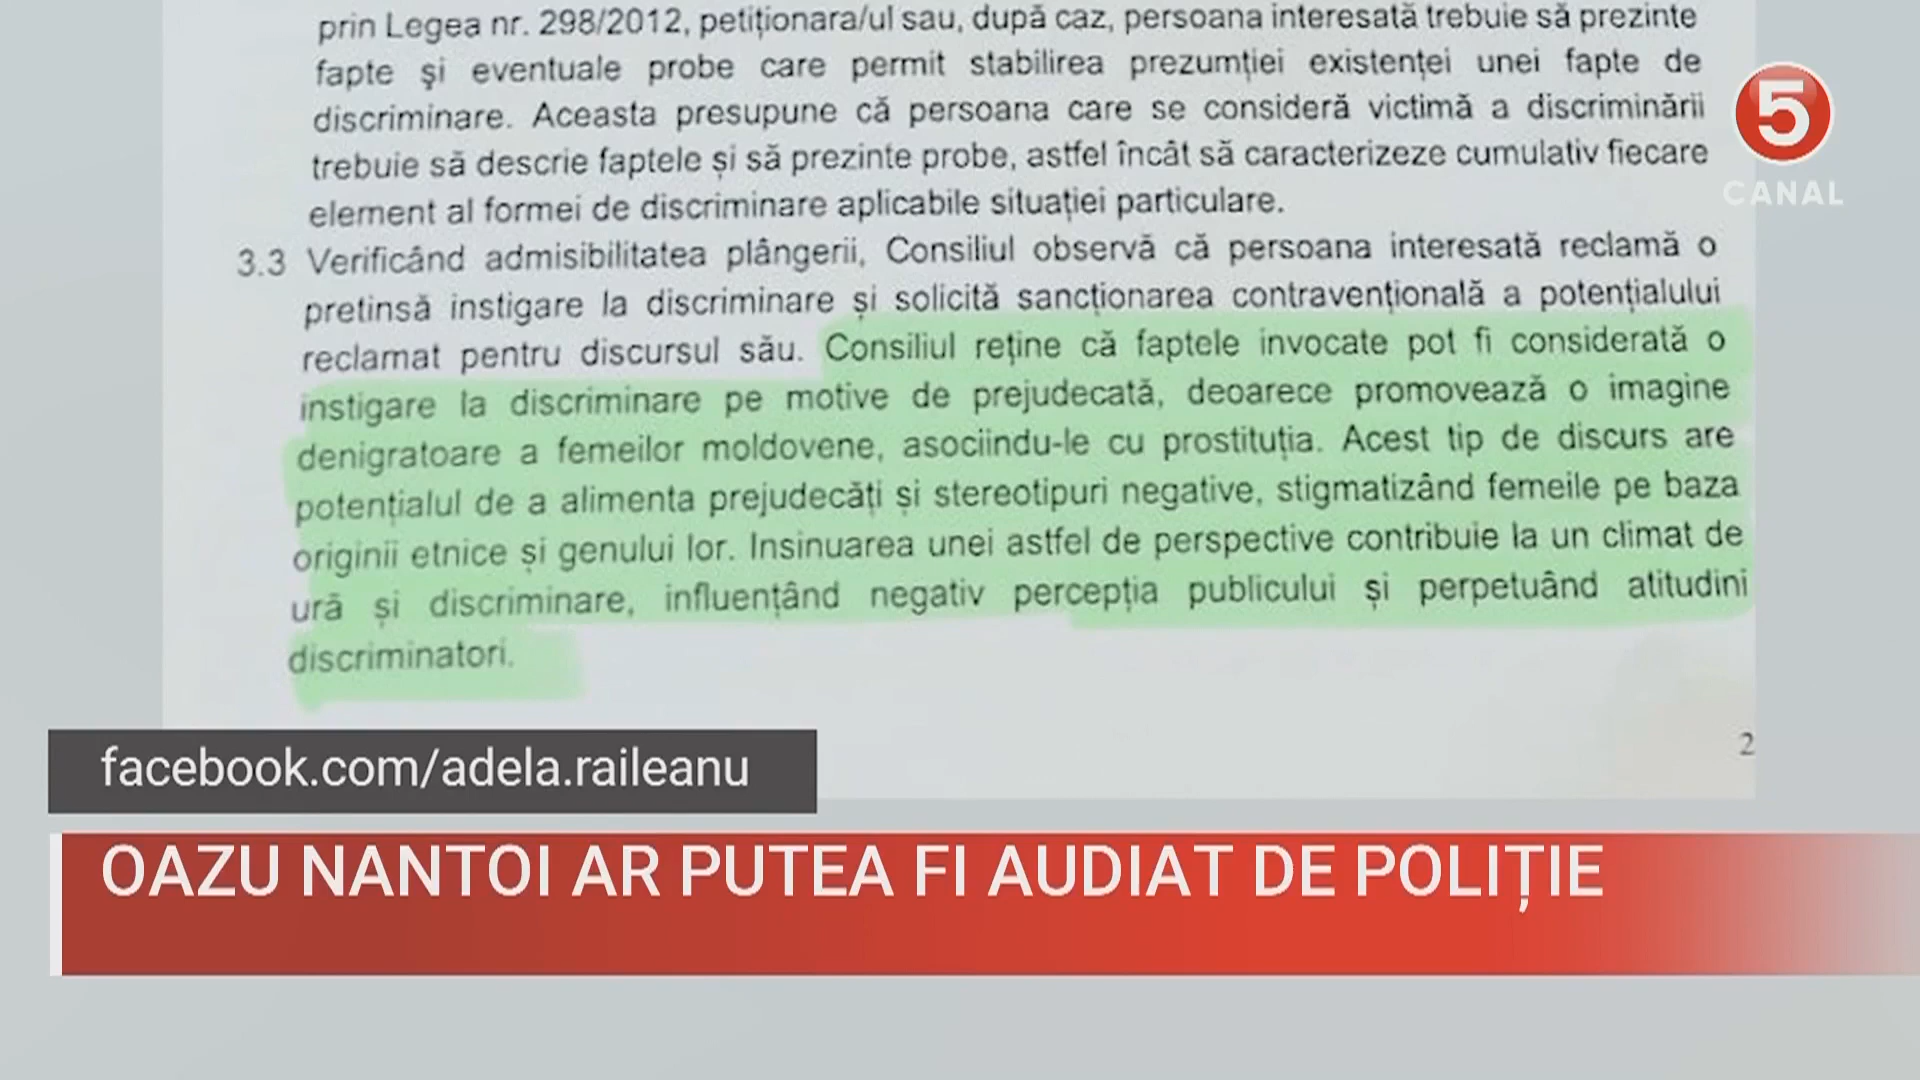 prin Legea nr. 298/2012, petiționara/ul sau, după caz, persoana interesată trebuie să prezinte
fapte şi eventuale probe care permit stabilirea prezumției existenței unei fapte de
discriminare. Aceasta presupune că persoana care se consideră victimă a discriminării
trebuie să descrie faptele și să prezinte probe, astfel încât să caracterizeze cumulativ fiecare
element al formei de discriminare aplicabile situației particulare.
3.3 Verificând admisibilitatea plângerii, Consiliul observă că persoana interesată reclamă o
pretinsă instigare la discriminare și solicită sancționarea contravențională a potențialului
reclamat pentru discursul său. Consiliul reține că faptele invocate pot fi considerată o
instigare la discriminare pe motive de prejudecată, deoarece promovează o imagine
denigratoare a femeilor moldovene, asociindu-le cu prostituția. Acest tip de discurs are
potențialul de a alimenta prejudecăți și stereotipuri negative, stigmatizând femeile pe baza
originii etnice și genului lor. Insinuarea unei astfel de perspective contribuie la un climat de
ură și discriminare, influențând negativ percepția publicului și perpetuând atitudini
discriminatori.
2
5
CANAL
facebook.com/adela.raileanu
OAZU NANTOI AR PUTEA FI AUDIAT DE POLIȚIE